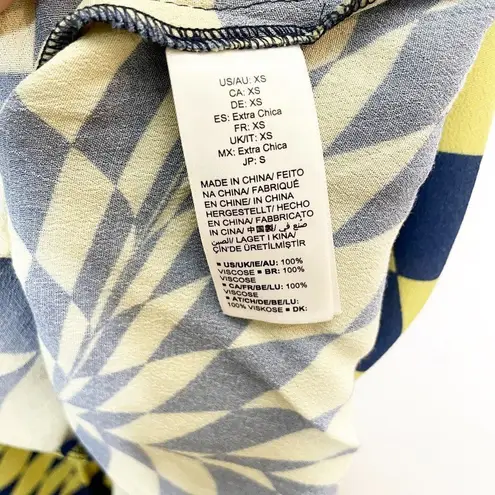 US/AU: XS
CA: XS
DE: XS
ES: Extra Chica
FR: XS
UK/IT: XS
MX: Extra Chica
JP: S
MADE IN CHINA/ FEITO
NA CHINA/ FABRIQUÉ
EN CHINE/ IN CHINA
HERGESTELLT/ HECHO
EN CHINA/ FABBRICATO
IN CINA/ 中国製/ صنع في
الصين/ LAGET I KINA/
ÇİN'DE ÜRETİLMİŞTİR
■ US/UK/IE/AU: 100%
VISCOSE ■ BR: 100%
VISCOSE
■ CA/FR/BE/LU: 100%
VISCOSE
■ AT/CH/DE/BE/LU:
100% VISKOSE ■ DK: